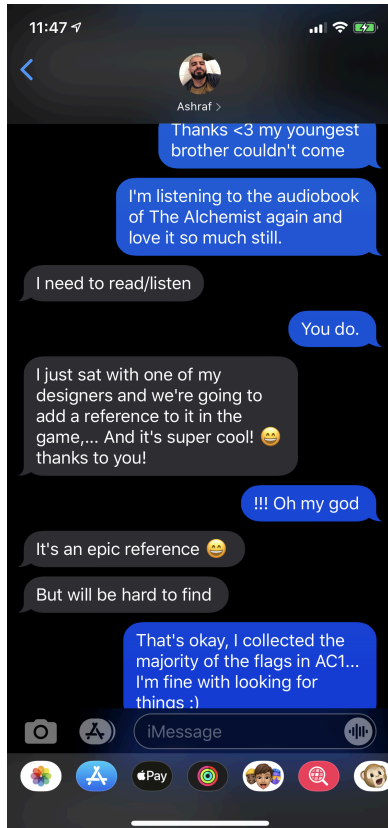 11:47
Ashraf >
Thanks <3 my youngest
brother couldn't come
I'm listening to the audiobook
of The Alchemist again and
love it so much still.
I need to read/listen
You do.
I just sat with one of my
designers and we're going to
add a reference to it in the
game,... And it's super cool! 😄
thanks to you!
!!! Oh my god
It's an epic reference 😄
But will be hard to find
That's okay, I collected the
majority of the flags in AC1...
I'm fine with looking for
things :)
iMessage
Pay